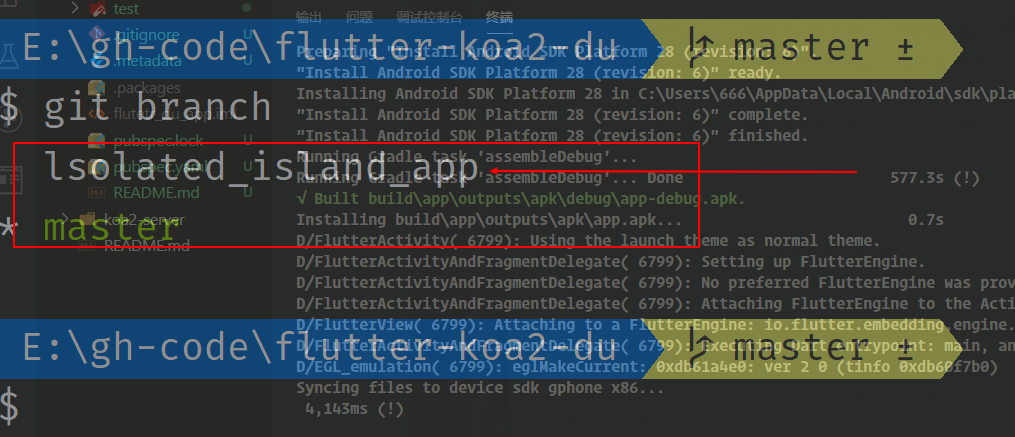 test
输出 问题 调试控制台 终端
.gitignore U
E:\gh-code\flutter-koa2-du master ±
Preparing "Install Android SDK Platform 28 (revision: 6)".
.metadata U
"Install Android SDK Platform 28 (revision: 6)" ready.
.packages
Installing Android SDK Platform 28 in C:\Users\666\AppData\Local\Android\sdk\pla
$ git branch
"Install Android SDK Platform 28 (revision: 6)" complete.
pubspec.lock U
"Install Android SDK Platform 28 (revision: 6)" finished.
lsolated_island_app
Running Gradle task 'assembleDebug'...
pubspec.yaml U
Running Gradle task 'assembleDebug'... Done 577.3s (!)
README.md U
√ Built build\app\outputs\apk\debug\app-debug.apk.
* master
koa2-server
Installing build\app\outputs\apk\app.apk... 0.7s
README.md
D/FlutterActivity( 6799): Using the launch theme as normal theme.
D/FlutterActivityAndFragmentDelegate( 6799): Setting up FlutterEngine.
D/FlutterActivityAndFragmentDelegate( 6799): No preferred FlutterEngine was prov
D/FlutterActivityAndFragmentDelegate( 6799): Attaching FlutterEngine to the Acti
D/FlutterView( 6799): Attaching to a FlutterEngine: io.flutter.embedding.engine.
E:\gh-code\flutter-koa2-du master ±
D/FlutterActivityAndFragmentDelegate( 6799): Executing Dart entrypoint: main, an
D/EGL_emulation( 6799): eglMakeCurrent: 0xdb61a4e0: ver 2 0 (tinfo 0xdb60f7b0)
Syncing files to device sdk gphone x86...
$
4,143ms (!)